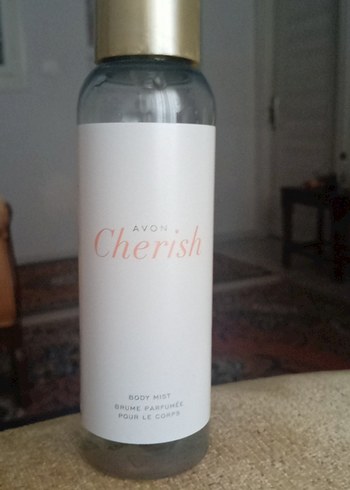 AVON
Cherish
BODY MIST
BRUME PARFUMÉE
POUR LE CORPS